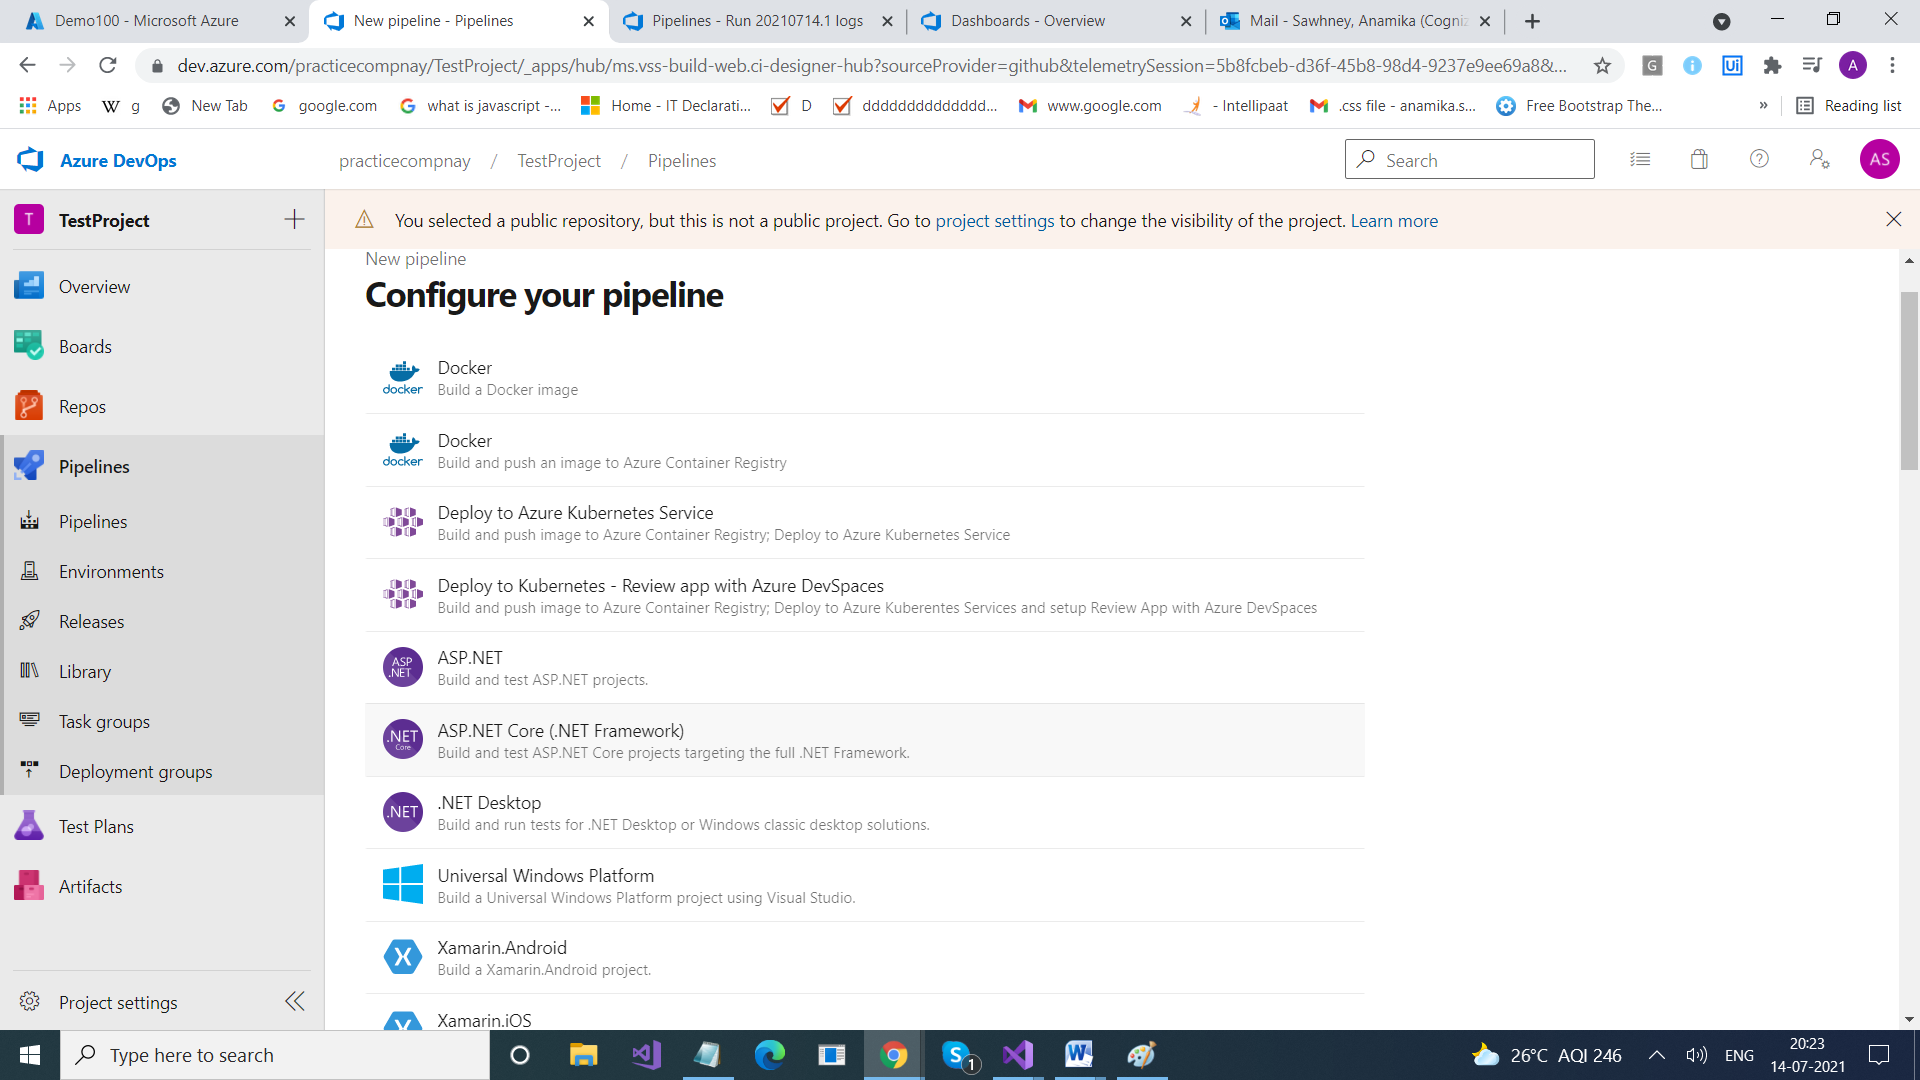 Demo100 - Microsoft Azure
New pipeline - Pipelines
Pipelines - Run 20210714.1 logs
Dashboards - Overview
Mail - Sawhney, Anamika (Cogniz
dev.azure.com/practicecompnay/TestProject/_apps/hub/ms.vss-build-web.ci-designer-hub?sourceProvider=github&telemetrySession=5b8fcbeb-d36f-45b8-98d4-9237e9ee69a8&...
G
Ui
A
Apps
W g
New Tab
G google.com
G what is javascript -...
Home - IT Declarati...
D
dddddddddddddd...
www.google.com
- Intellipaat
.css file - anamika.s...
Free Bootstrap The...
»
Reading list
Azure DevOps
practicecompnay / TestProject / Pipelines
Search
AS
T TestProject
You selected a public repository, but this is not a public project. Go to project settings to change the visibility of the project. Learn more
Overview
Boards
Repos
Pipelines
Pipelines
Environments
Releases
Library
Task groups
Deployment groups
Test Plans
Artifacts
Project settings
New pipeline
Configure your pipeline
docker
Docker
Build a Docker image
docker
Docker
Build and push an image to Azure Container Registry
Deploy to Azure Kubernetes Service
Build and push image to Azure Container Registry; Deploy to Azure Kubernetes Service
Deploy to Kubernetes - Review app with Azure DevSpaces
Build and push image to Azure Container Registry; Deploy to Azure Kuberentes Services and setup Review App with Azure DevSpaces
ASP .NET
ASP.NET
Build and test ASP.NET projects.
.NET Core
ASP.NET Core (.NET Framework)
Build and test ASP.NET Core projects targeting the full .NET Framework.
.NET
.NET Desktop
Build and run tests for .NET Desktop or Windows classic desktop solutions.
Universal Windows Platform
Build a Universal Windows Platform project using Visual Studio.
Xamarin.Android
Build a Xamarin.Android project.
Xamarin.iOS
Type here to search
S 1
W
26°C AQI 246
ENG
20:23
14-07-2021